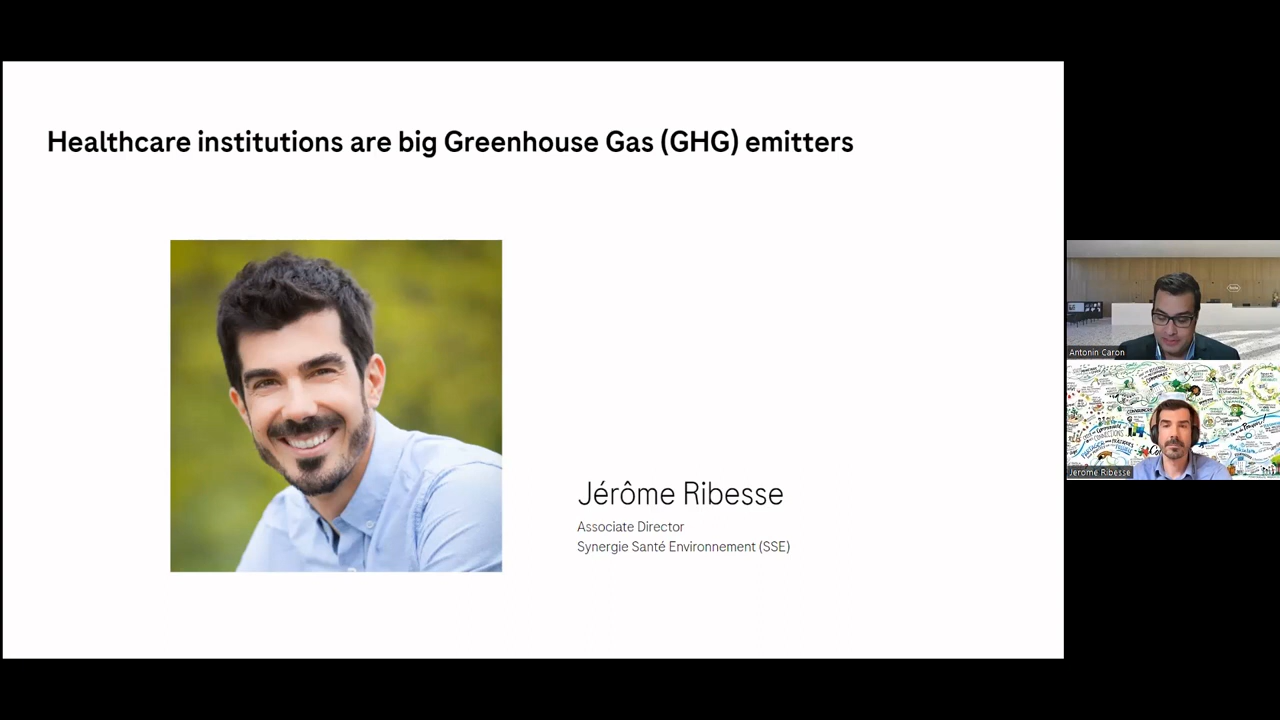 Healthcare institutions are big Greenhouse Gas (GHG) emitters
Jérôme Ribesse
Associate Director
Synergie Santé Environnement (SSE)
Antonin Caron
Jerome Ribesse